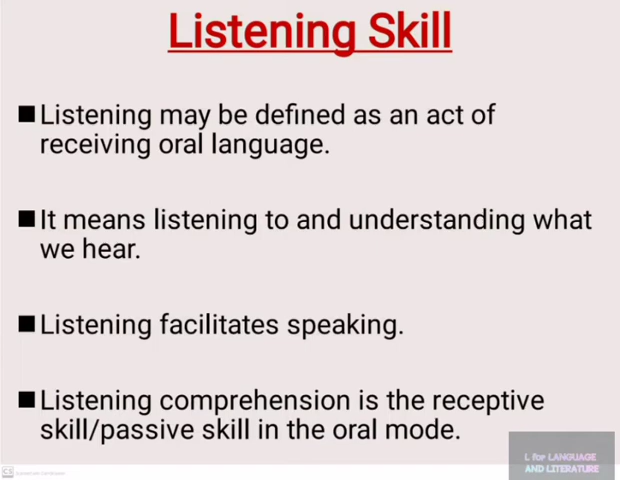 Listening Skill
Listening may be defined as an act of
receiving oral language.
It means listening to and understanding what
we hear.
Listening facilitates speaking.
Listening comprehension is the receptive
skill/passive skill in the oral mode.
L for LANGUAGE
AND LITERATURE
CS